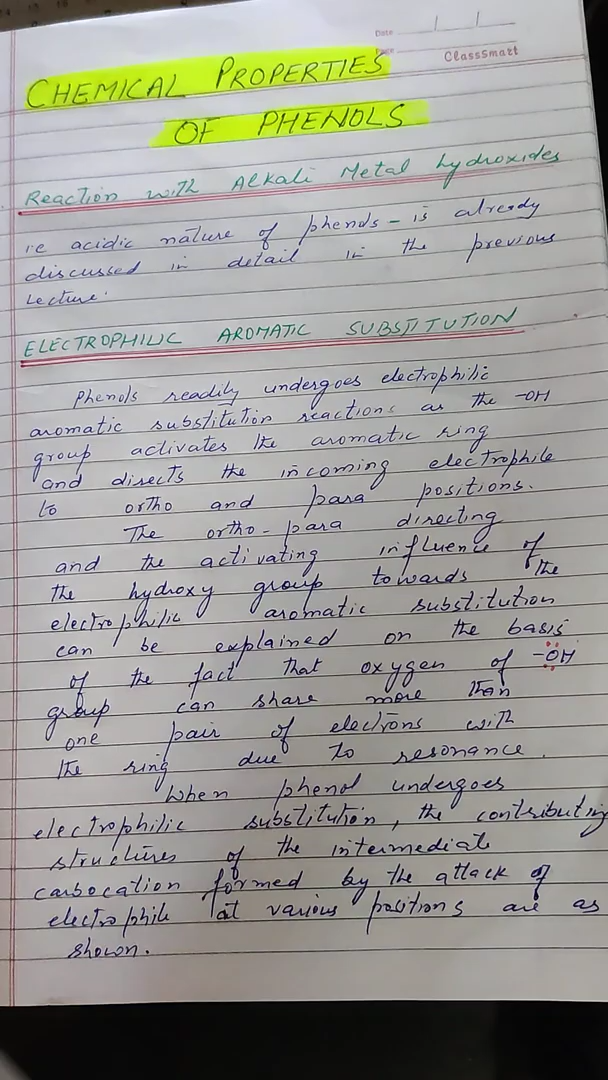 Date
Page
ClassSmart
CHEMICAL PROPERTIES
OF PHENOLS
Reaction with Alkali Metal hydroxides
i.e acidic nature of phenols - is already
discussed in detail in the previous
Lecture.
ELECTROPHILIC AROMATIC SUBSTITUTION
Phenols readily undergoes electrophilic
aromatic substitution reactions as the -OH
group activates the aromatic ring
and directs the incoming electrophile
to ortho and para positions.
The ortho-para directing
and the activating influence of
the hydroxy group towards the
electrophilic aromatic substitution
can be explained on the basis
of the fact that oxygen of -OH
group can share more than
one pair of electrons with
the ring due to resonance.
When phenol undergoes
electrophilic substitution, the contributing
structures of the intermediate
carbocation formed by the attack of
electrophile at various positions are as
shown.